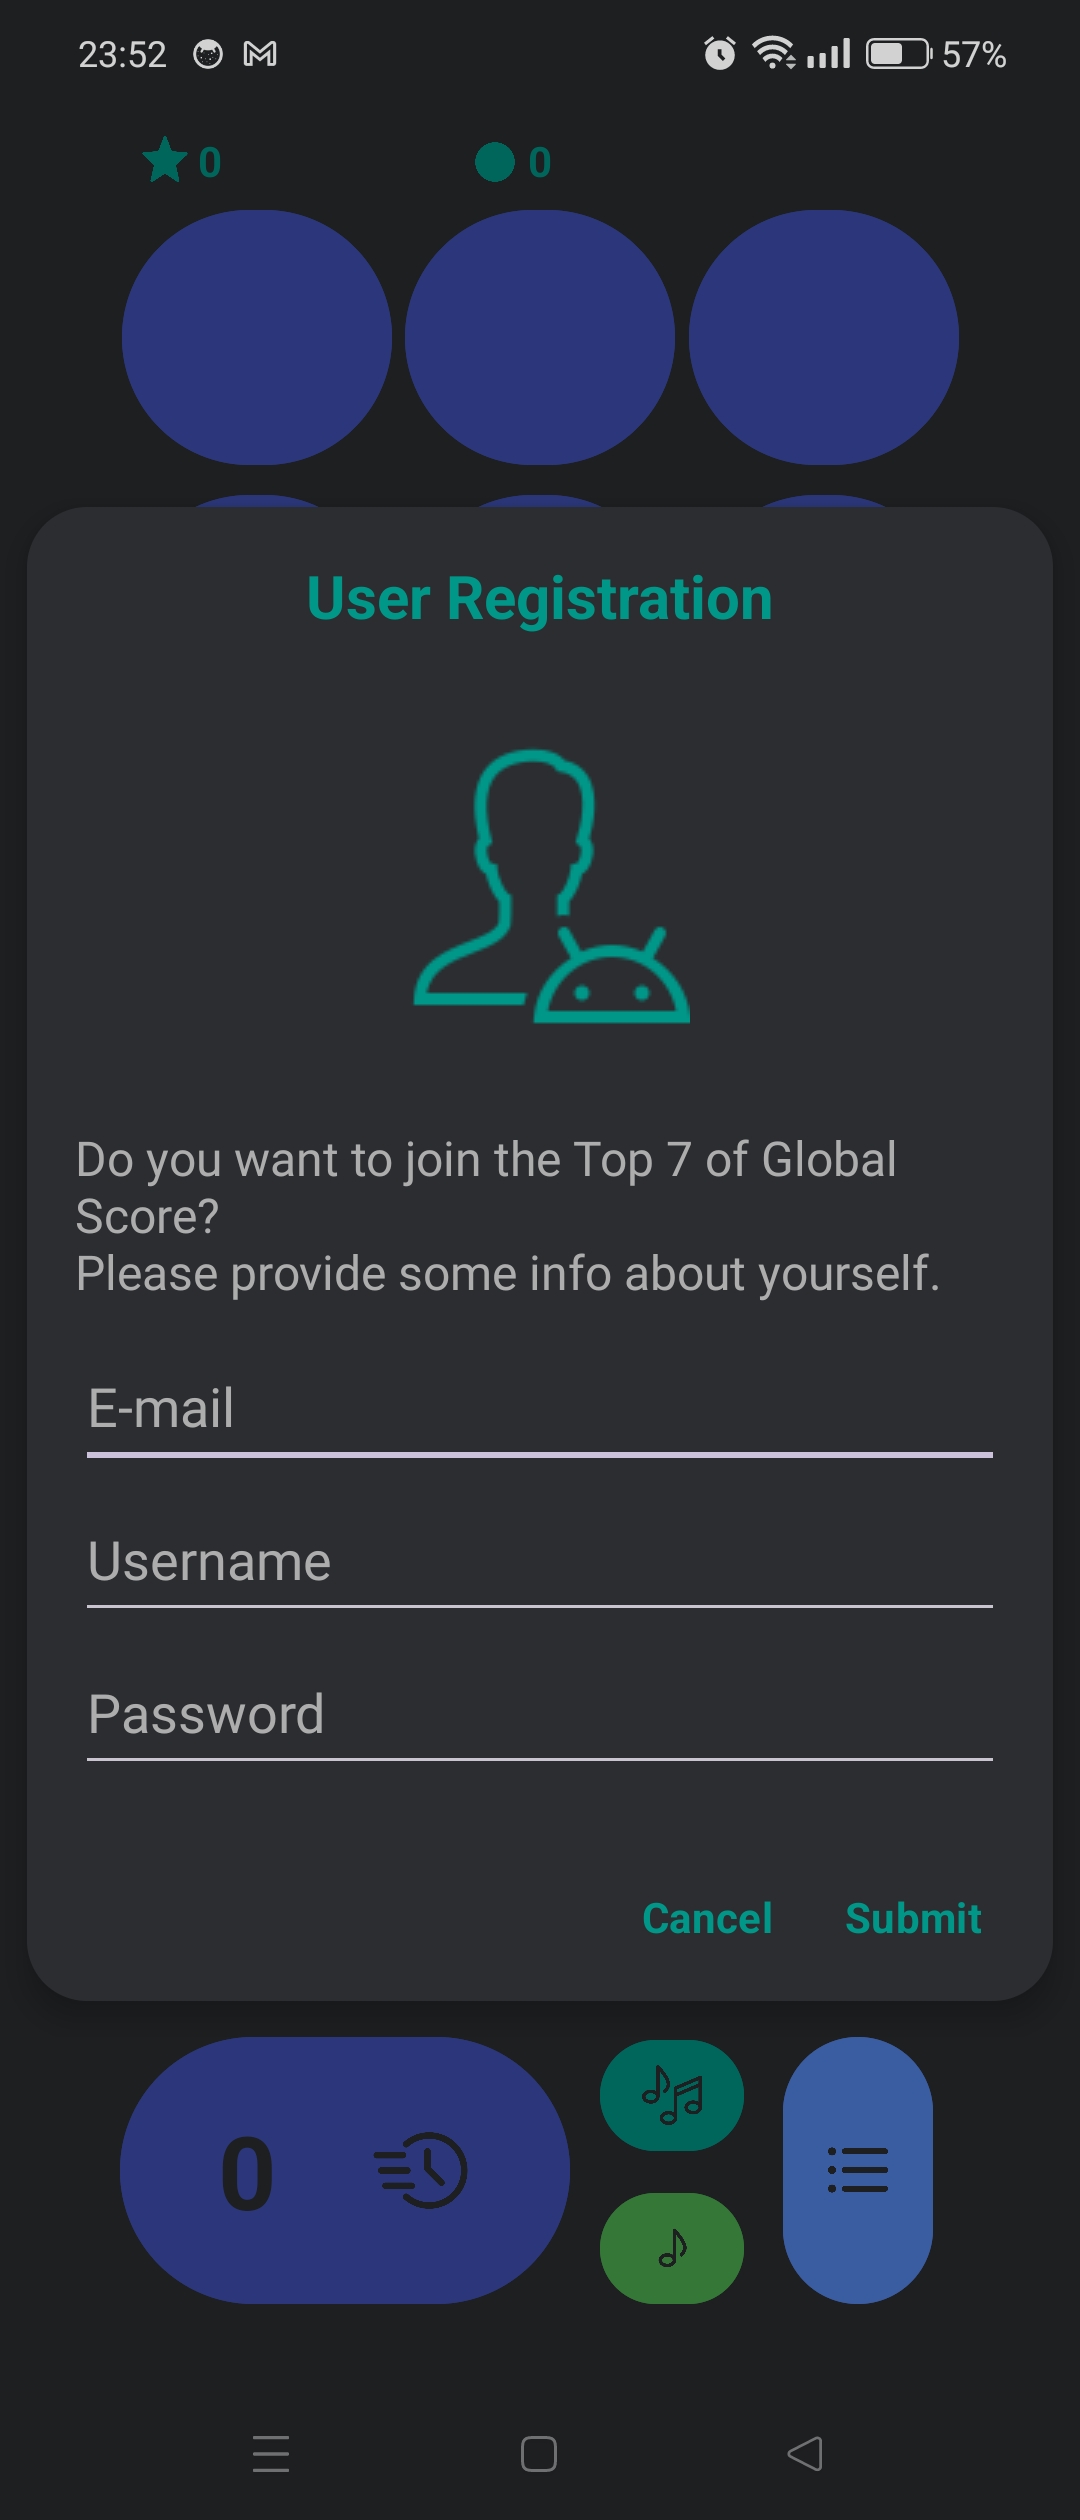 23:52 57%
0 0
User Registration
Do you want to join the Top 7 of Global
Score?
Please provide some info about yourself.
E-mail
Username
Password
Cancel Submit
0